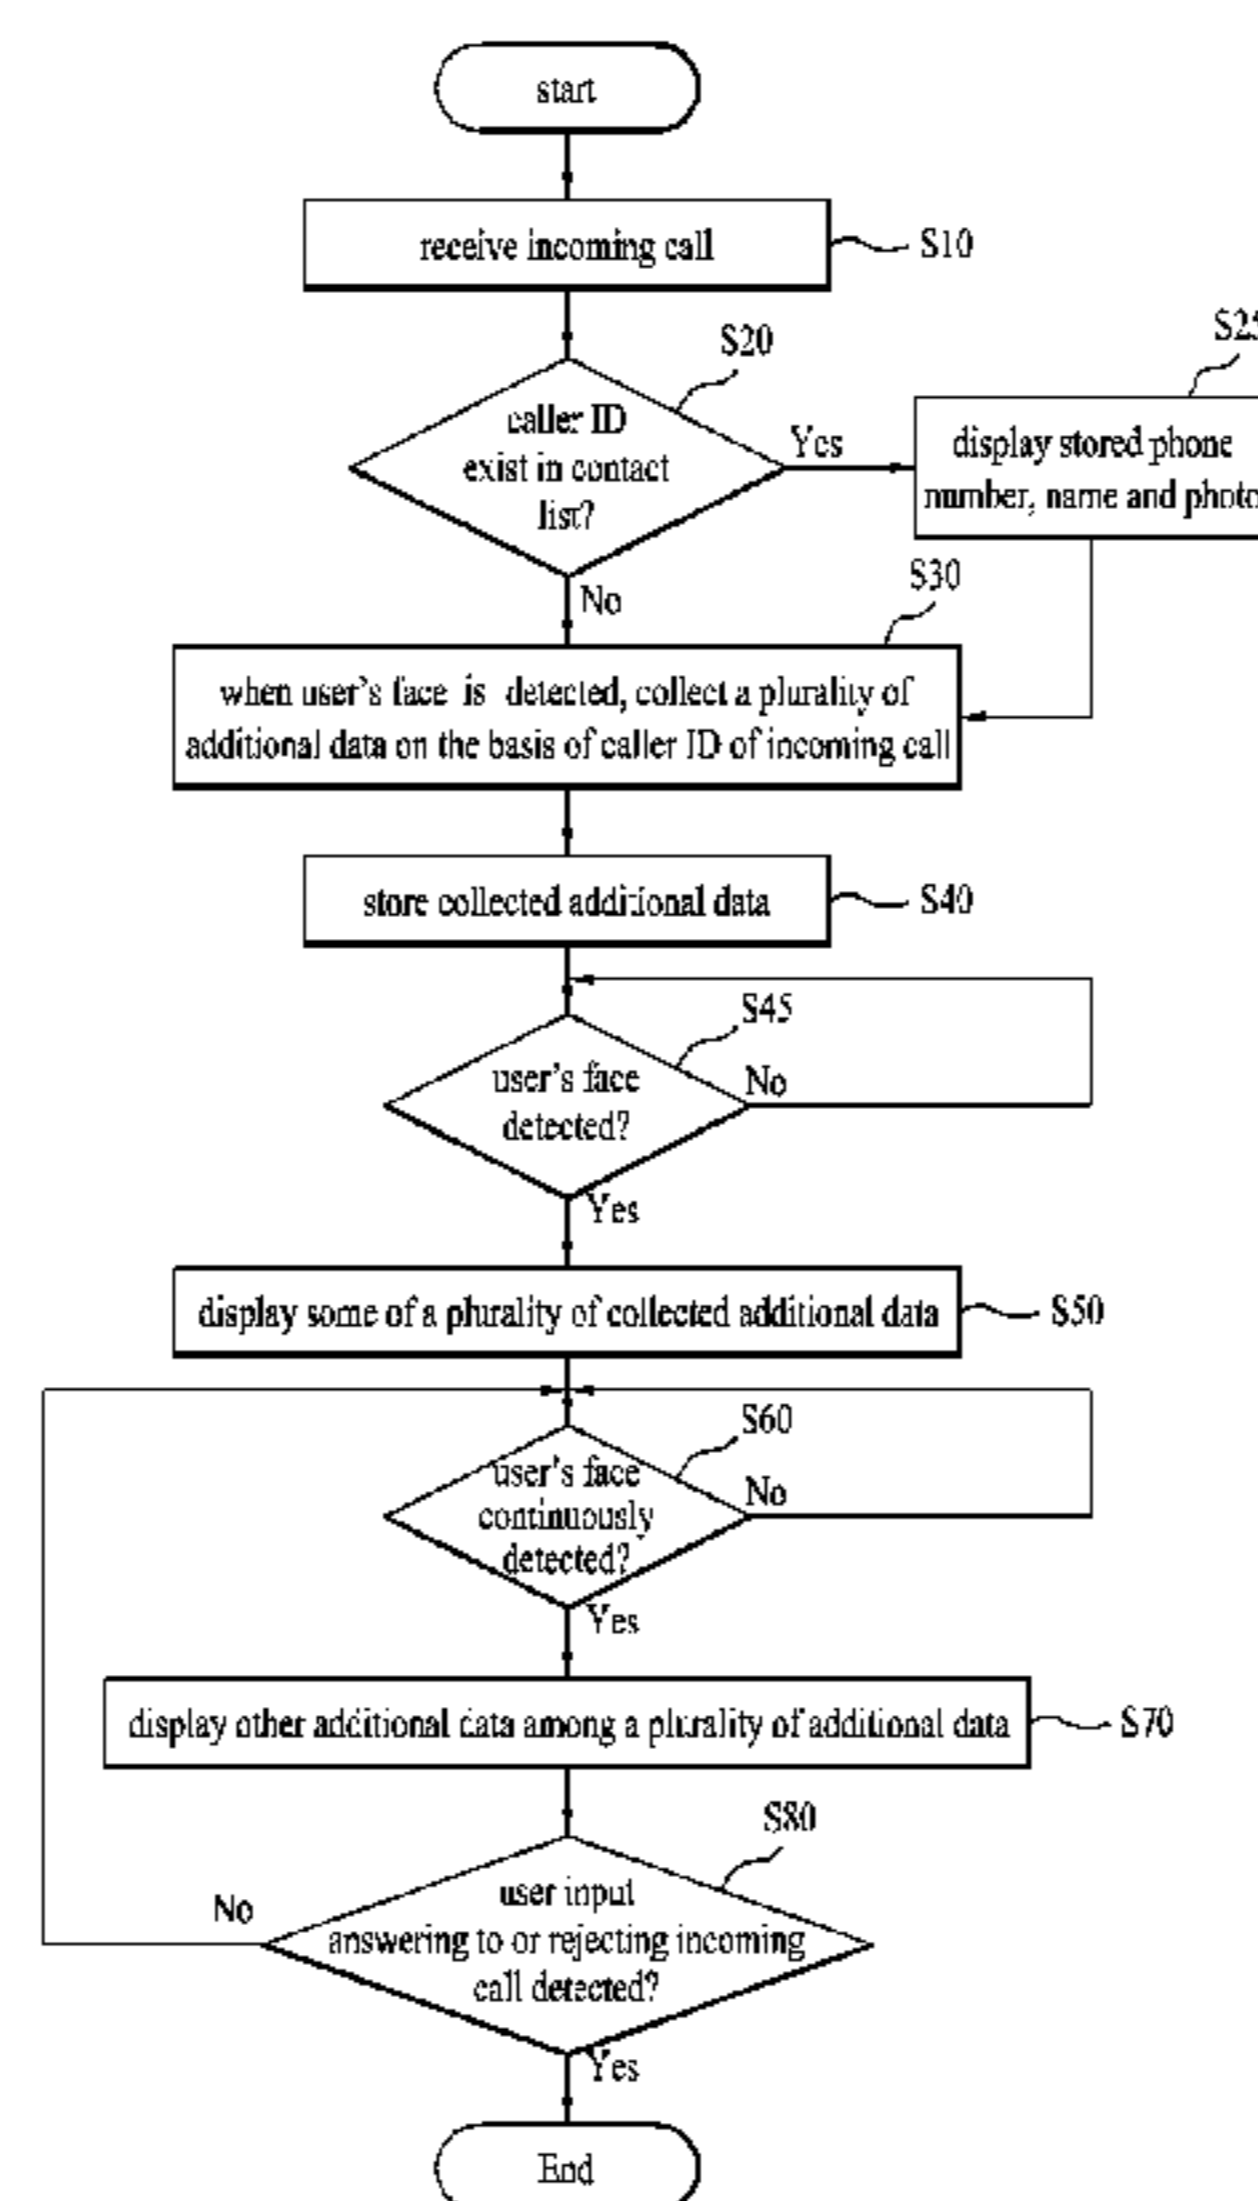 start
receive incoming call
S10
S20
caller ID
exist in contact
list?
Yes
S25
display stored phone
number, name and photo
No
S30
when user's face is detected, collect a plurality of
additional data on the basis of caller ID of incoming call
store collected additional data
S40
S45
user's face
detected?
No
Yes
display some of a plurality of collected additional data
S50
S60
user's face
continuously
detected?
No
Yes
display other additional data among a plurality of additional data
S70
S80
user input
answering to or rejecting incoming
call detected?
No
Yes
End